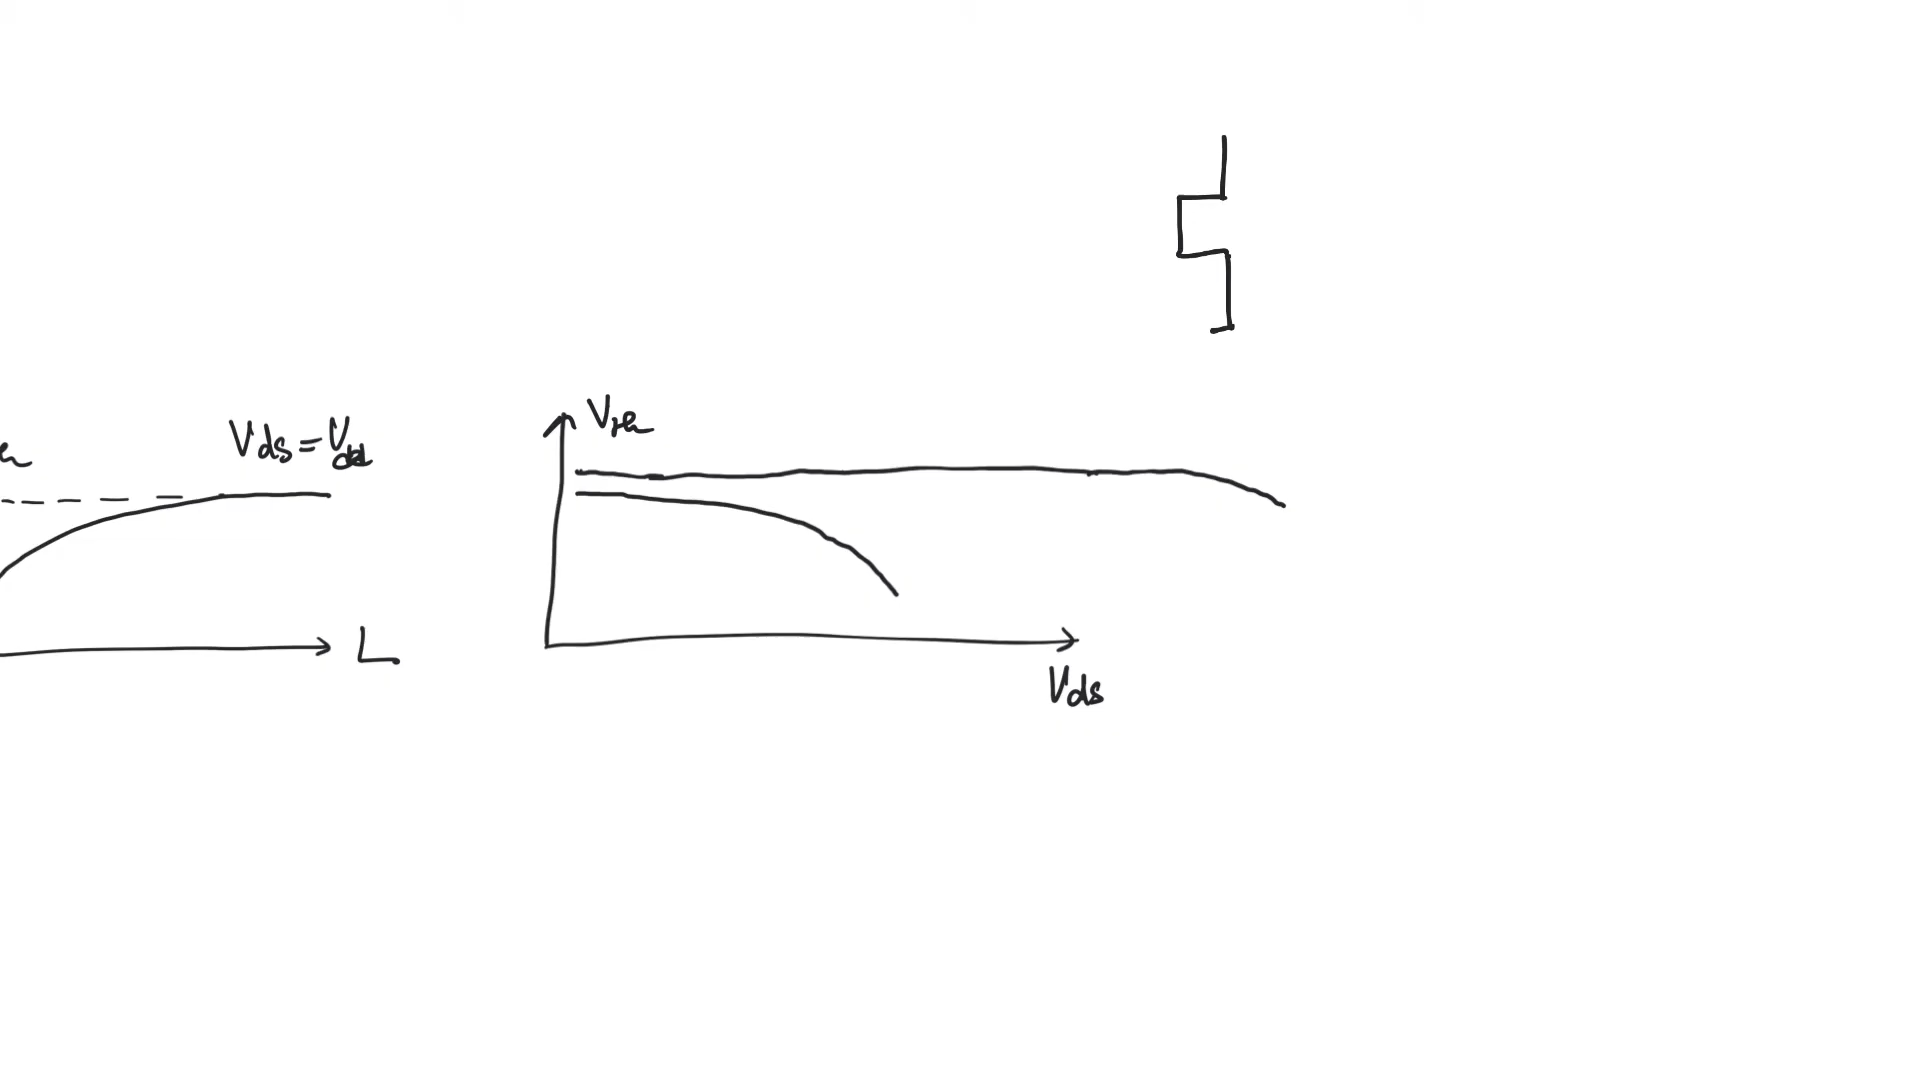 Vds = Vdd
L
Vth
Vds